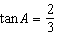 tan A = 2/3